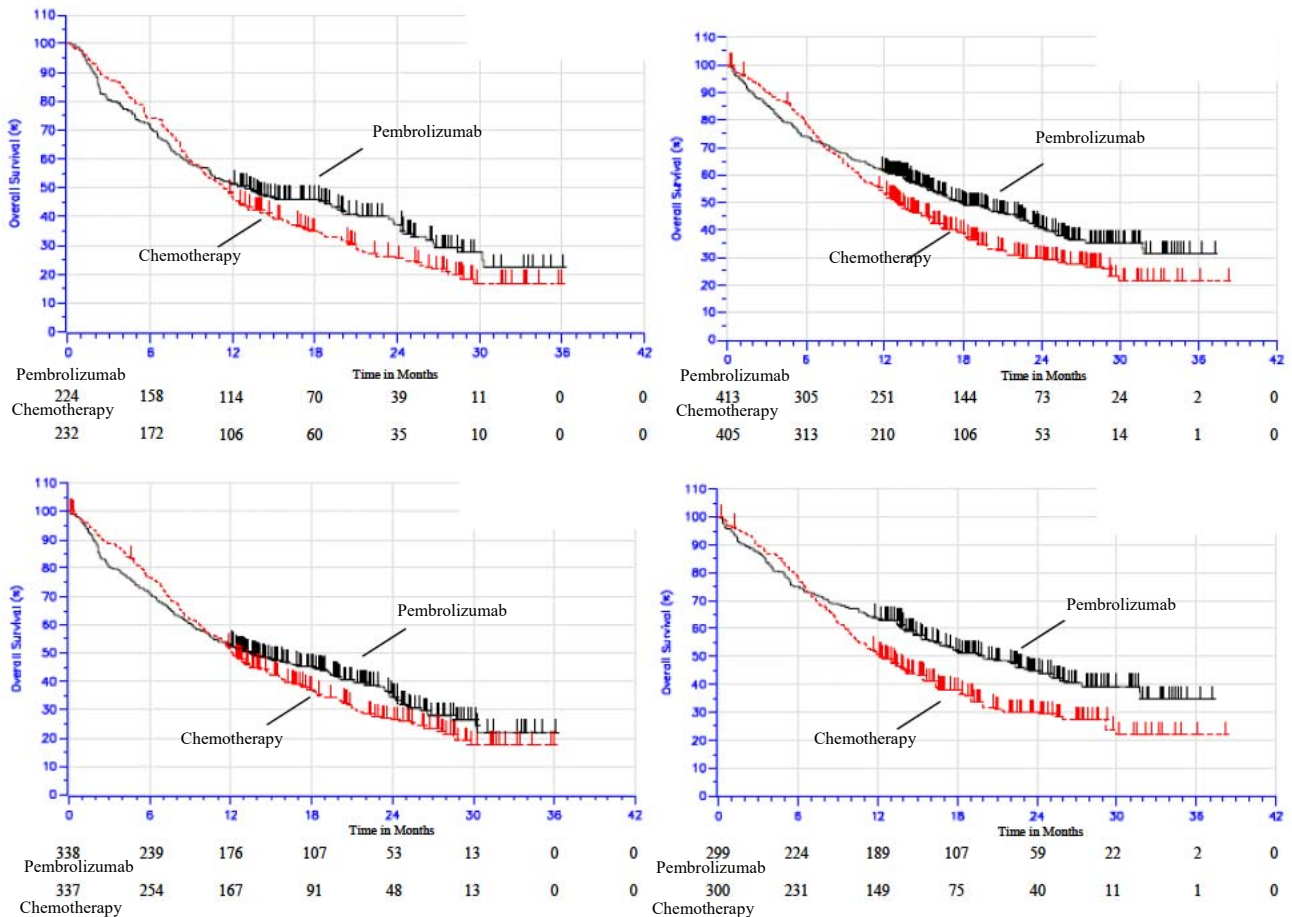 110
100
90
80
70
60
50
40
30
20
10
0
Overall Survival (%)
Pembrolizumab
Chemotherapy
0 6 12 18 24 30 36 42
Time in Months
Pembrolizumab
224 158 114 70 39 11 0 0
Chemotherapy
232 172 106 60 35 10 0 0
110
100
90
80
70
60
50
40
30
20
10
0
Overall Survival (%)
Pembrolizumab
Chemotherapy
0 6 12 18 24 30 36 42
Time in Months
Pembrolizumab
413 305 251 144 73 24 2 0
Chemotherapy
405 313 210 106 53 14 1 0
110
100
90
80
70
60
50
40
30
20
10
0
Overall Survival (%)
Pembrolizumab
Chemotherapy
0 6 12 18 24 30 36 42
Time in Months
338 239 176 107 53 13 0 0
Pembrolizumab
337 254 167 91 48 13 0 0
Chemotherapy
110
100
90
80
70
60
50
40
30
20
10
0
Overall Survival (%)
Pembrolizumab
Chemotherapy
0 6 12 18 24 30 36 42
Time in Months
299 224 189 107 59 22 2 0
Pembrolizumab
300 231 149 75 40 11 1 0
Chemotherapy